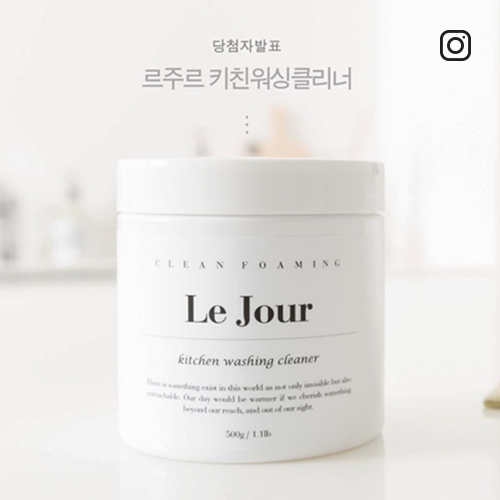 당첨자발표
르주르 키친워싱클리너
CLEAN FOAMING
Le Jour
kitchen washing cleaner
There is something exist in this world as not only invisible but also
untouchable. Our day would be warmer if we cherish something
beyond our reach, and out of our sight.
500g / 1.1lb